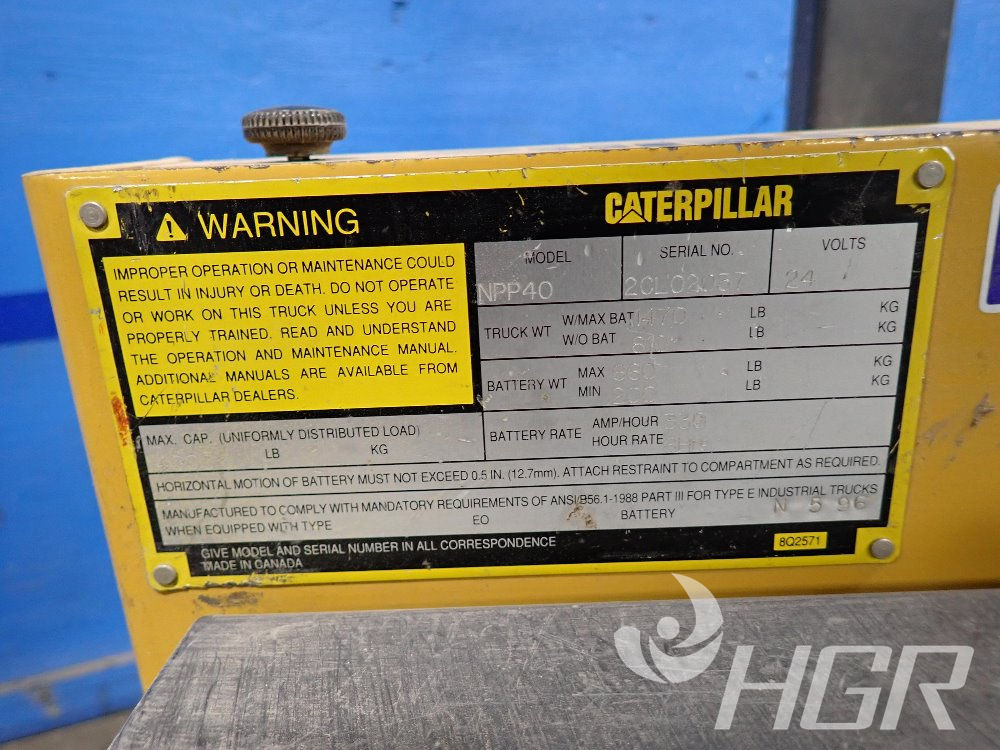 WARNING
CATERPILLAR
IMPROPER OPERATION OR MAINTENANCE COULD
RESULT IN INJURY OR DEATH. DO NOT OPERATE
OR WORK ON THIS TRUCK UNLESS YOU ARE
PROPERLY TRAINED. READ AND UNDERSTAND
THE OPERATION AND MAINTENANCE MANUAL.
ADDITIONAL MANUALS ARE AVAILABLE FROM
CATERPILLAR DEALERS.
MODEL SERIAL NO. VOLTS
NPP40 24
TRUCK WT W/MAX BAT LB KG
W/O BAT LB KG
BATTERY WT MAX LB KG
MIN LB KG
BATTERY RATE AMP/HOUR
HOUR RATE
MAX. CAP. (UNIFORMLY DISTRIBUTED LOAD)
LB KG
HORIZONTAL MOTION OF BATTERY MUST NOT EXCEED 0.5 IN. (12.7mm). ATTACH RESTRAINT TO COMPARTMENT AS REQUIRED.
MANUFACTURED TO COMPLY WITH MANDATORY REQUIREMENTS OF ANSI/B56.1-1988 PART III FOR TYPE E INDUSTRIAL TRUCKS
WHEN EQUIPPED WITH TYPE EO BATTERY N 5 96
GIVE MODEL AND SERIAL NUMBER IN ALL CORRESPONDENCE
MADE IN CANADA
8Q2571
HGR